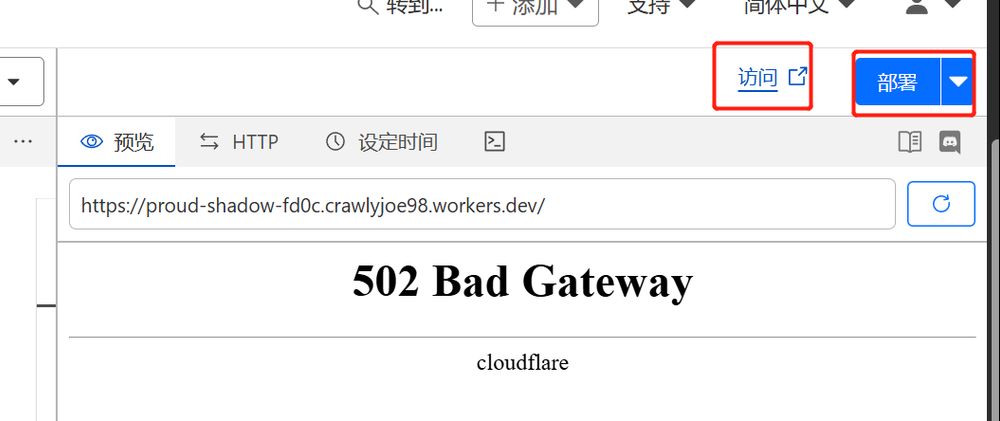 转到... + 添加 支持 简体中文
访问 部署
... 预览 HTTP 设定时间
https://proud-shadow-fd0c.crawlyjoe98.workers.dev/
502 Bad Gateway
cloudflare